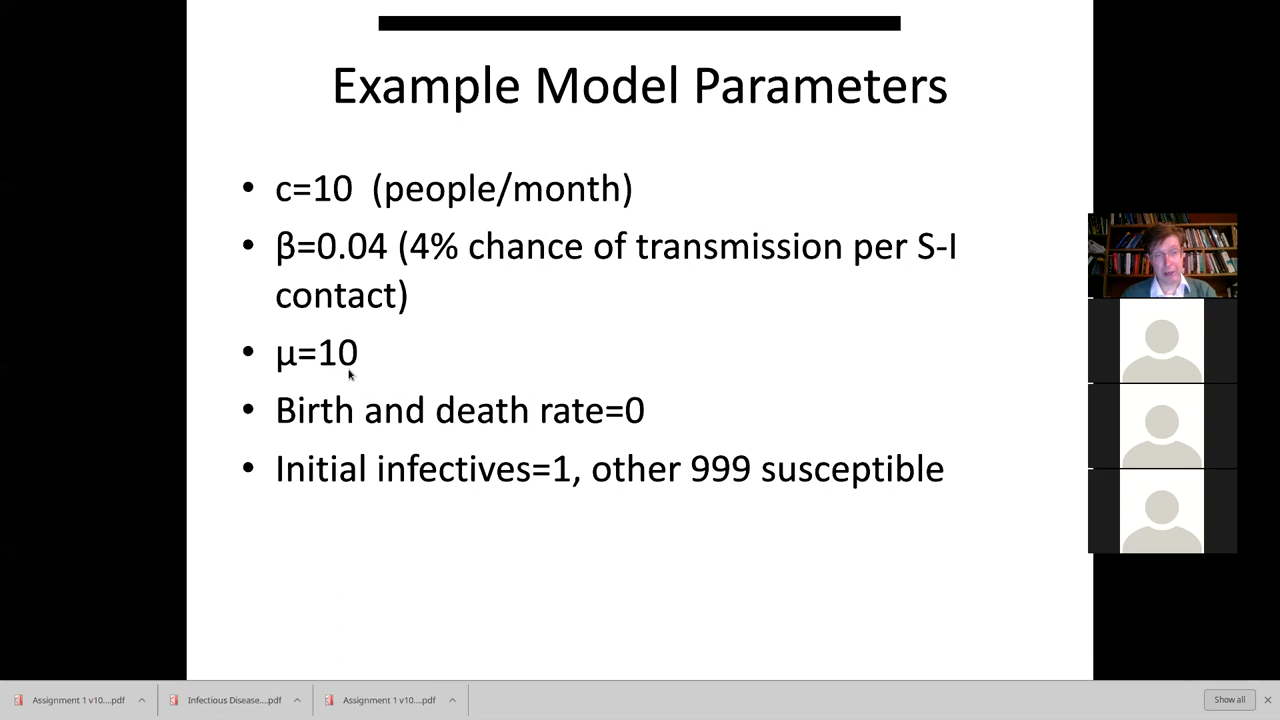 Example Model Parameters
• c=10 (people/month)
• β=0.04 (4% chance of transmission per S-I
contact)
• μ=10
• Birth and death rate=0
• Initial infectives=1, other 999 susceptible
Assignment 1 v10....pdf
Infectious Disease....pdf
Assignment 1 v10....pdf
Show all